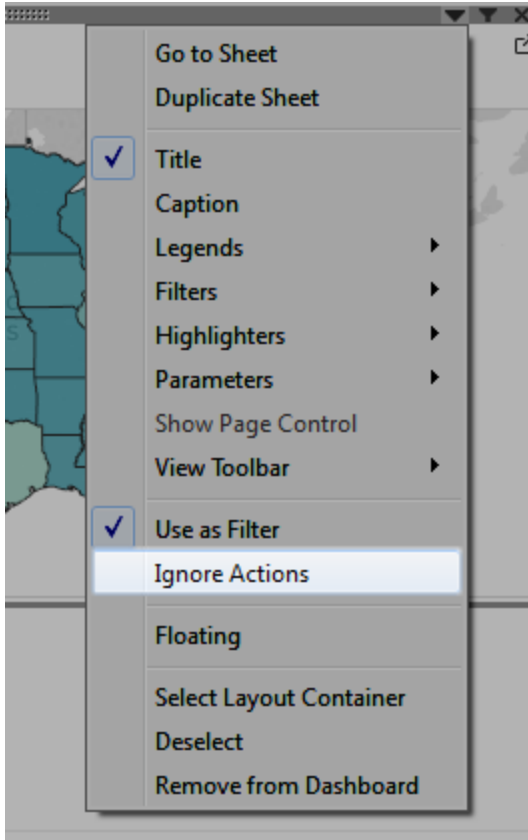 Go to Sheet
Duplicate Sheet
Title
Caption
Legends
Filters
Highlighters
Parameters
Show Page Control
View Toolbar
Use as Filter
Ignore Actions
Floating
Select Layout Container
Deselect
Remove from Dashboard